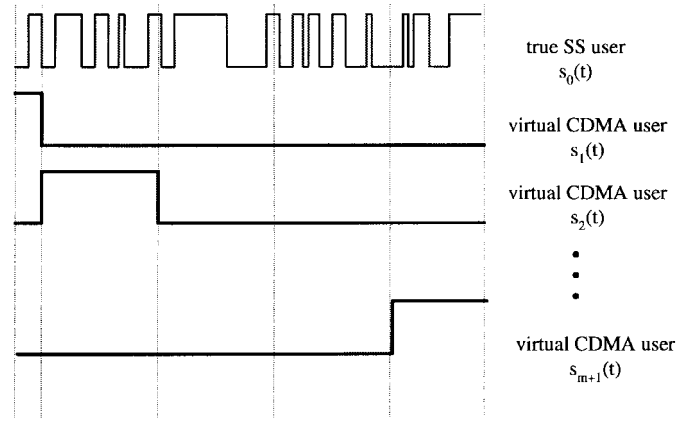 true SS user
s0(t)
virtual CDMA user
s1(t)
virtual CDMA user
s2(t)
virtual CDMA user
sm+1(t)